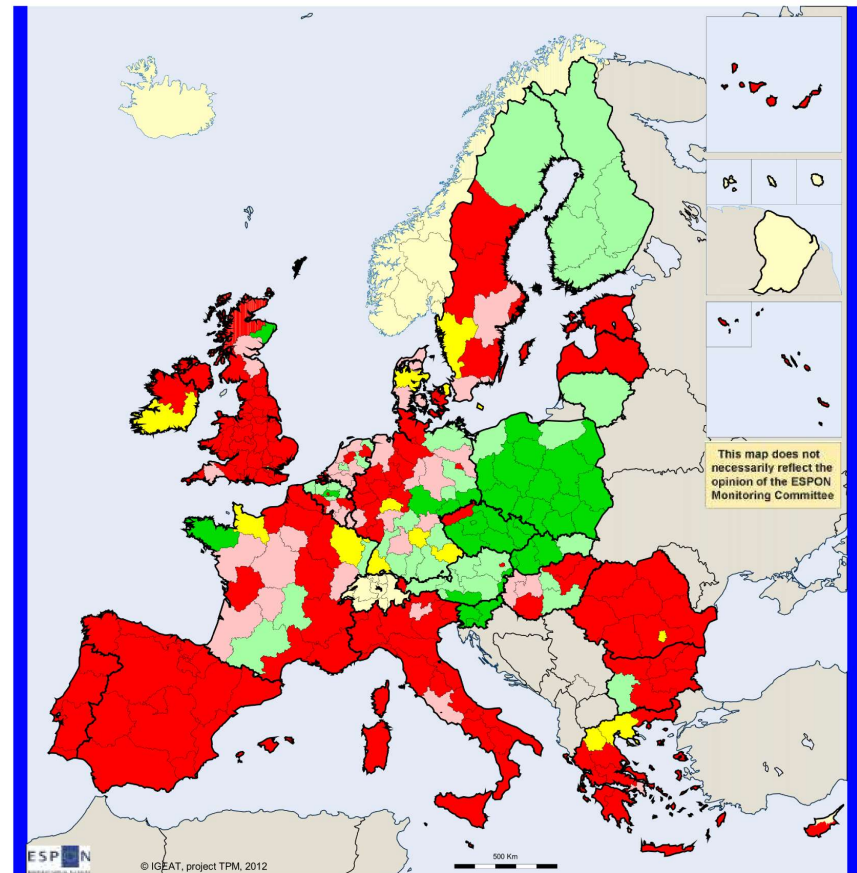 This map does not
necessarily reflect the
opinion of the ESPON
Monitoring Committee
500 Km
ESPON
© IGEAT, project TPM, 2012